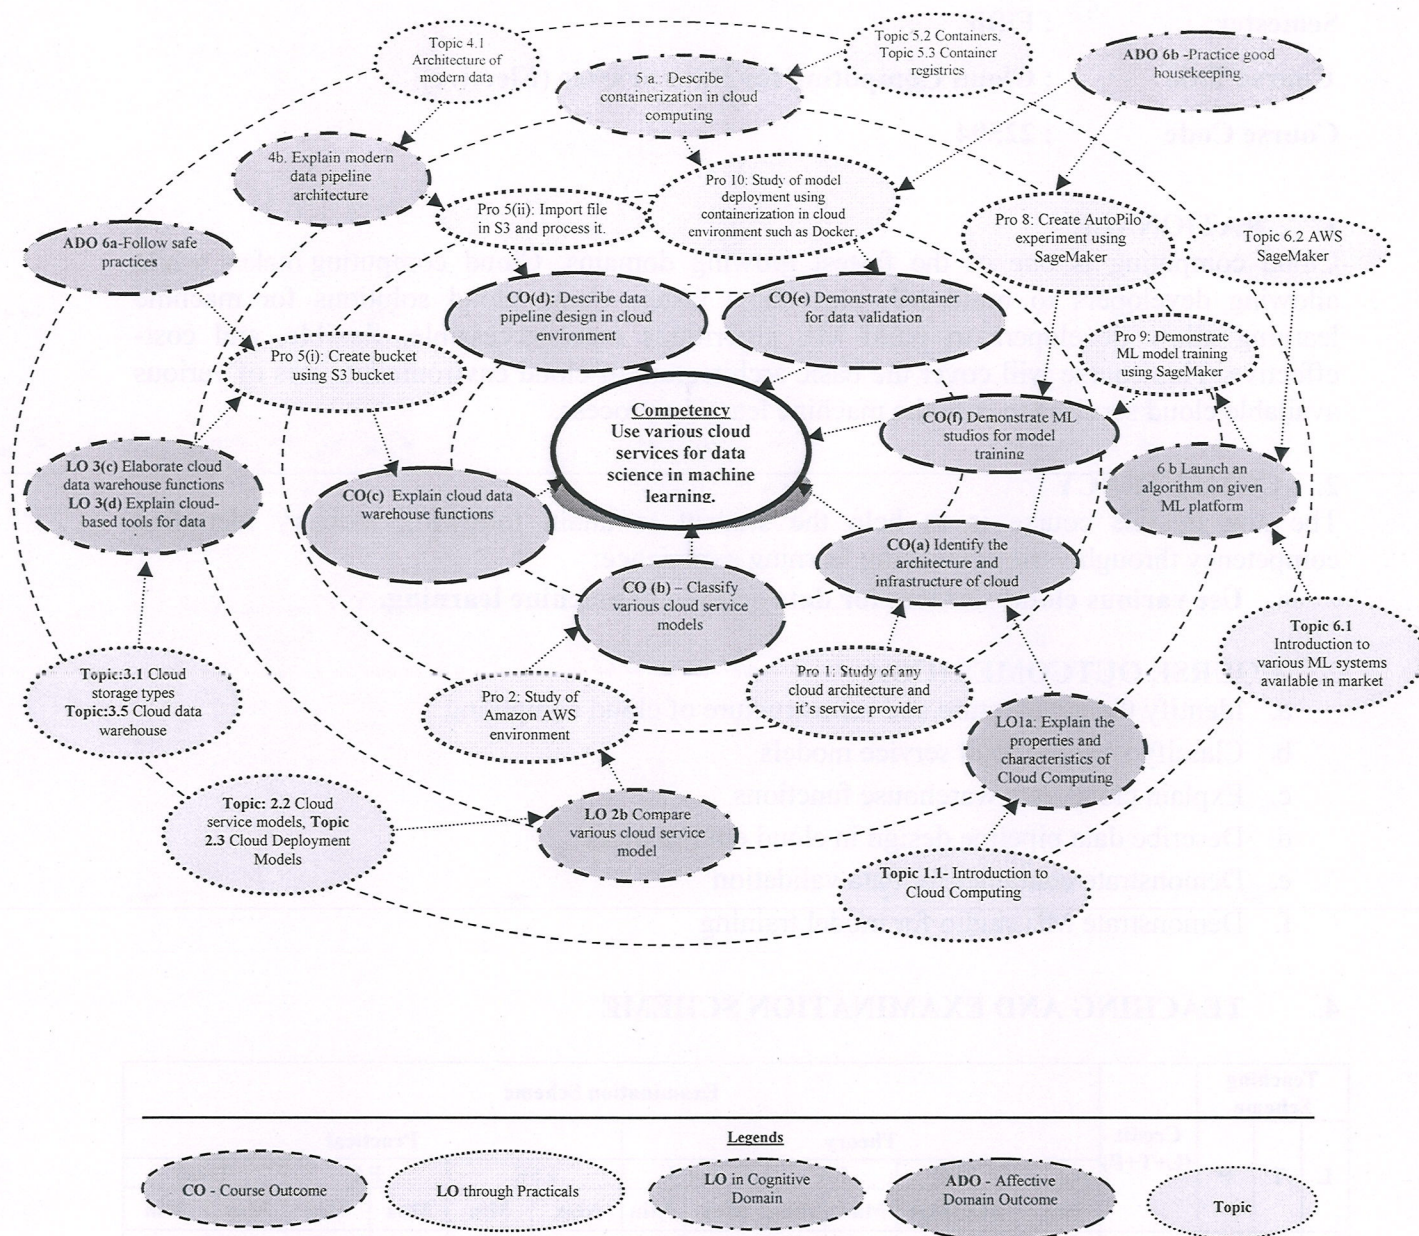 Topic 4.1
Architecture of
modern data
5 a.: Describe
containerization in cloud
computing
Topic 5.2 Containers,
Topic 5.3 Container
registries
ADO 6b -Practice good
housekeeping.
4b. Explain modern
data pipeline
architecture
Pro 5(ii): Import file
in S3 and process it.
Pro 10: Study of model
deployment using
containerization in cloud
environment such as Docker.
Pro 8: Create AutoPilo
experiment using
SageMaker
Topic 6.2 AWS
SageMaker
ADO 6a-Follow safe
practices
CO(d): Describe data
pipeline design in cloud
environment
CO(e) Demonstrate container
for data validation
Pro 9: Demonstrate
ML model training
using SageMaker
Pro 5(i): Create bucket
using S3 bucket
Competency
Use various cloud
services for data
science in machine
learning.
CO(f) Demonstrate ML
studios for model
training
LO 3(c) Elaborate cloud
data warehouse functions
LO 3(d) Explain cloud-
based tools for data
CO(c) Explain cloud data
warehouse functions
6 b Launch an
algorithm on given
ML platform
CO(a) Identify the
architecture and
infrastructure of cloud
CO (b) – Classify
various cloud service
models
Topic 6.1
Introduction to
various ML systems
available in market
Topic:3.1 Cloud
storage types
Topic:3.5 Cloud data
warehouse
Pro 2: Study of
Amazon AWS
environment
Pro 1: Study of any
cloud architecture and
it's service provider
LO1a: Explain the
properties and
characteristics of
Cloud Computing
Topic: 2.2 Cloud
service models, Topic
2.3 Cloud Deployment
Models
LO 2b Compare
various cloud service
model
Topic 1.1- Introduction to
Cloud Computing
Legends
CO - Course Outcome
LO through Practicals
LO in Cognitive
Domain
ADO - Affective
Domain Outcome
Topic